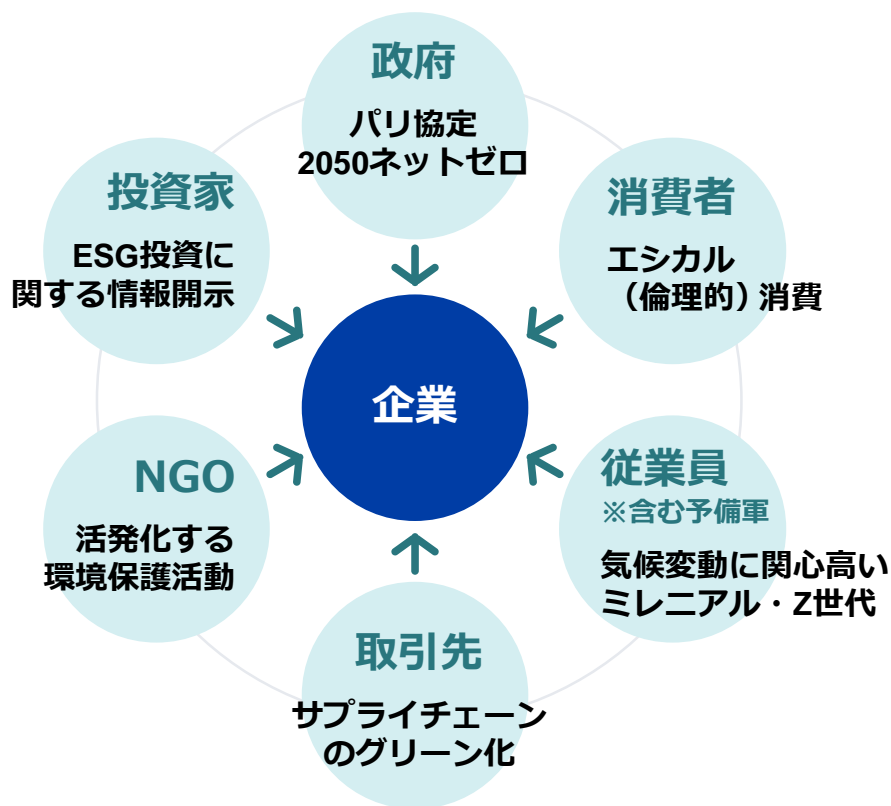 政府
パリ協定
2050ネットゼロ
投資家
ESG投資に
関する情報開示
消費者
エシカル
（倫理的）消費
企業
NGO
活発化する
環境保護活動
従業員
※含む予備軍
気候変動に関心高い
ミレニアル・Z世代
取引先
サプライチェーン
のグリーン化